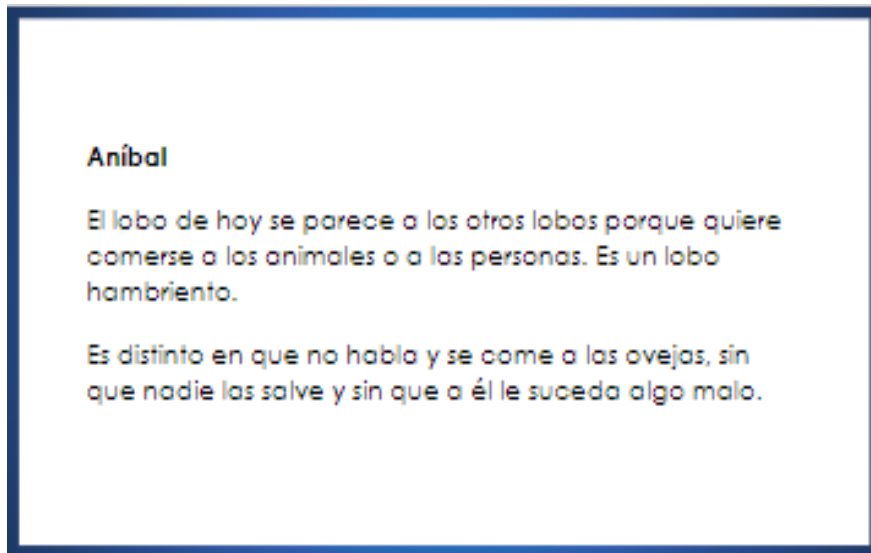 Aníbal
El lobo de hoy se parece a los otros lobos porque quiere
comerse a los animales o a las personas. Es un lobo
hambriento.
Es distinto en que no habla y se come a las ovejas, sin
que nadie las salve y sin que a él le suceda algo malo.